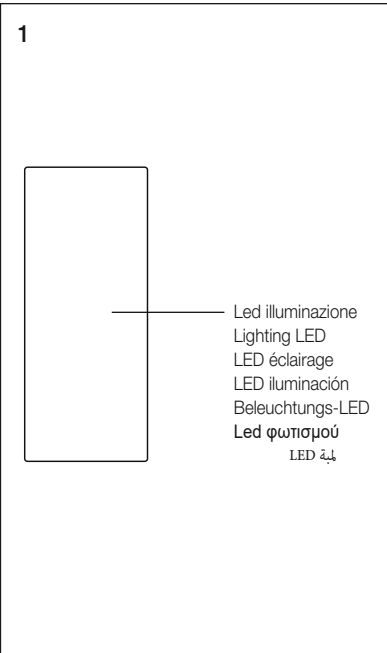 1
Led illuminazione
Lighting LED
LED éclairage
LED iluminación
Beleuchtungs-LED
Led φωτισμού
لمبة LED